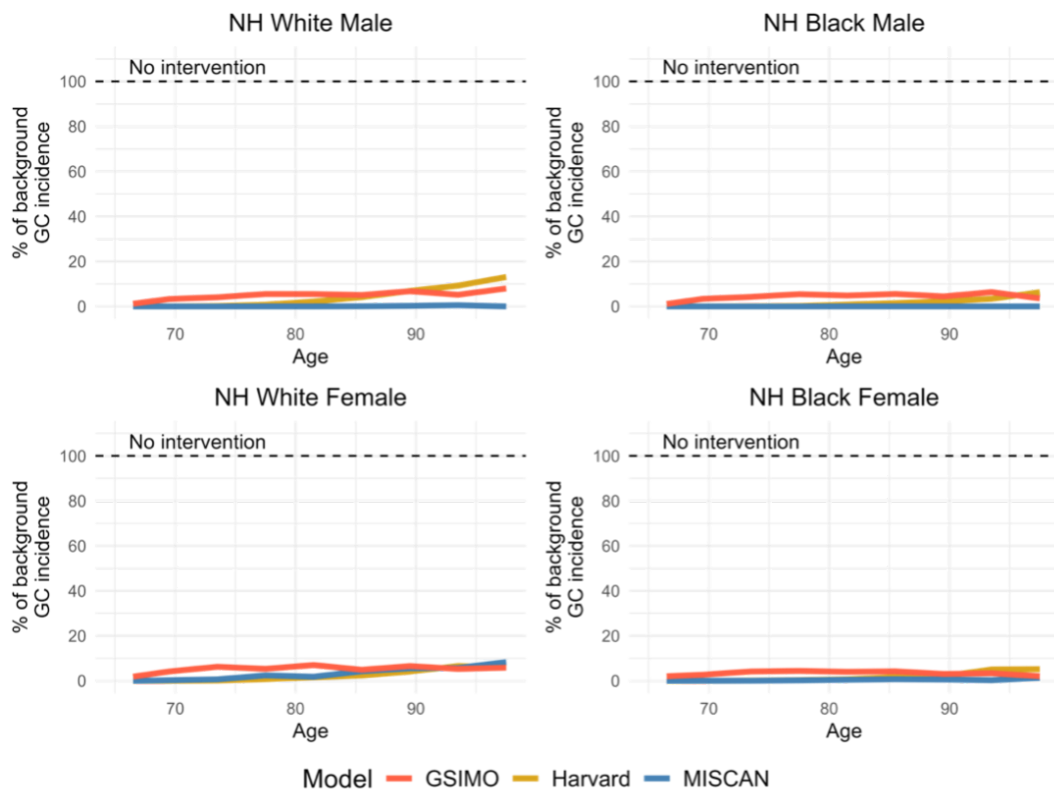 NH White Male
No intervention
% of background
GC incidence
100
80
60
40
20
0
70 80 90
Age
NH Black Male
No intervention
% of background
GC incidence
100
80
60
40
20
0
70 80 90
Age
NH White Female
No intervention
% of background
GC incidence
100
80
60
40
20
0
70 80 90
Age
NH Black Female
No intervention
% of background
GC incidence
100
80
60
40
20
0
70 80 90
Age
Model GSIMO Harvard MISCAN